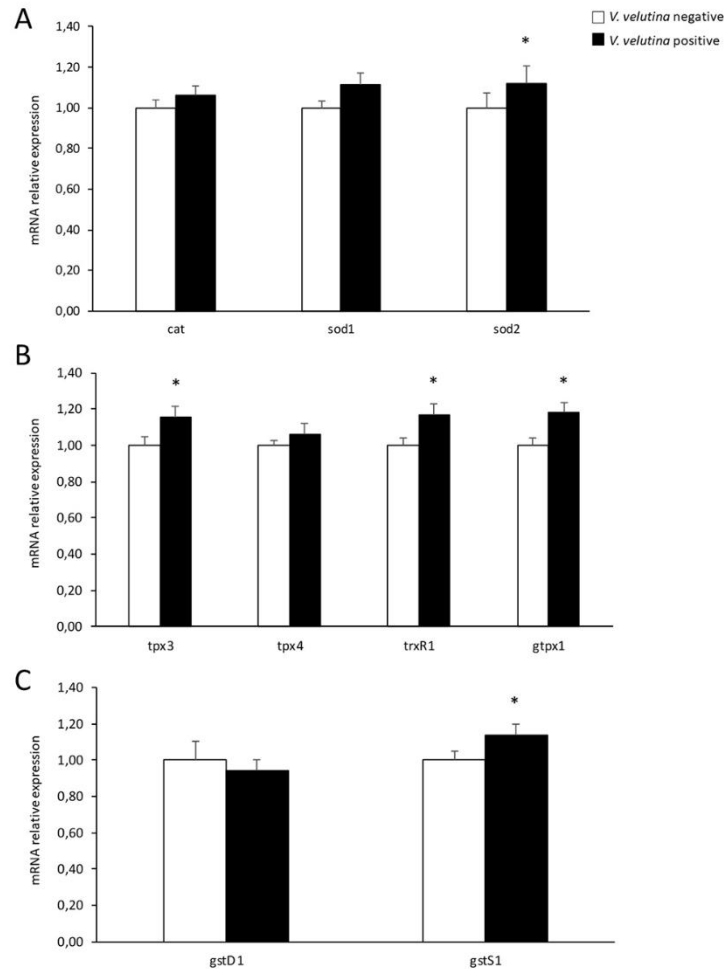 A
V. velutina negative
V. velutina positive
mRNA relative expression
1,40
1,20
1,00
0,80
0,60
0,40
0,20
0,00
*
cat sod1 sod2
B
mRNA relative expression
1,40
1,20
1,00
0,80
0,60
0,40
0,20
0,00
* * *
tpx3 tpx4 trxR1 gtpx1
C
mRNA relative expression
1,40
1,20
1,00
0,80
0,60
0,40
0,20
0,00
*
gstD1 gstS1